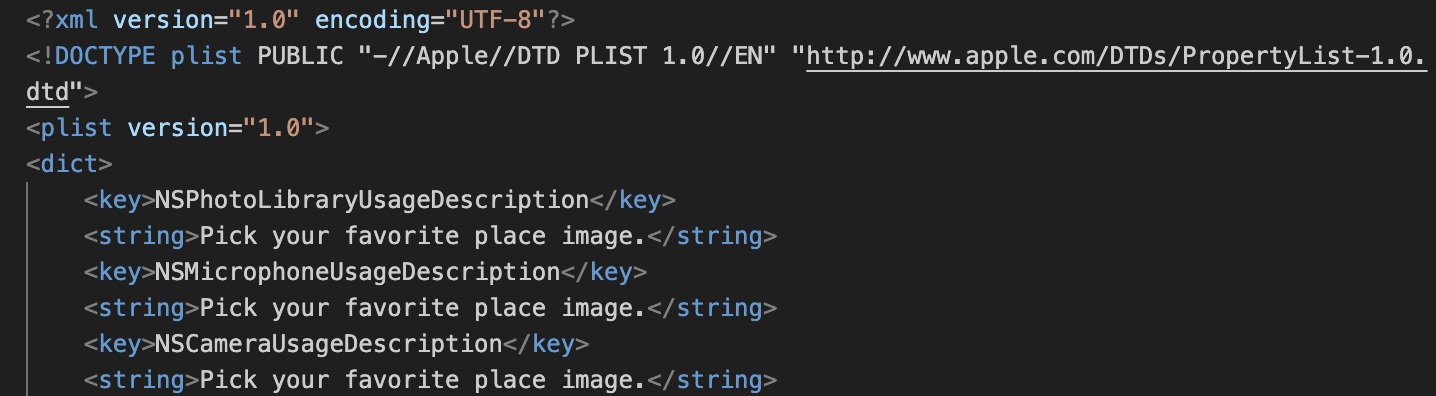 <?xml version="1.0" encoding="UTF-8"?>
<!DOCTYPE plist PUBLIC "-//Apple//DTD PLIST 1.0//EN" "http://www.apple.com/DTDs/PropertyList-1.0.
dtd">
<plist version="1.0">
<dict>
<key>NSPhotoLibraryUsageDescription</key>
<string>Pick your favorite place image.</string>
<key>NSMicrophoneUsageDescription</key>
<string>Pick your favorite place image.</string>
<key>NSCameraUsageDescription</key>
<string>Pick your favorite place image.</string>